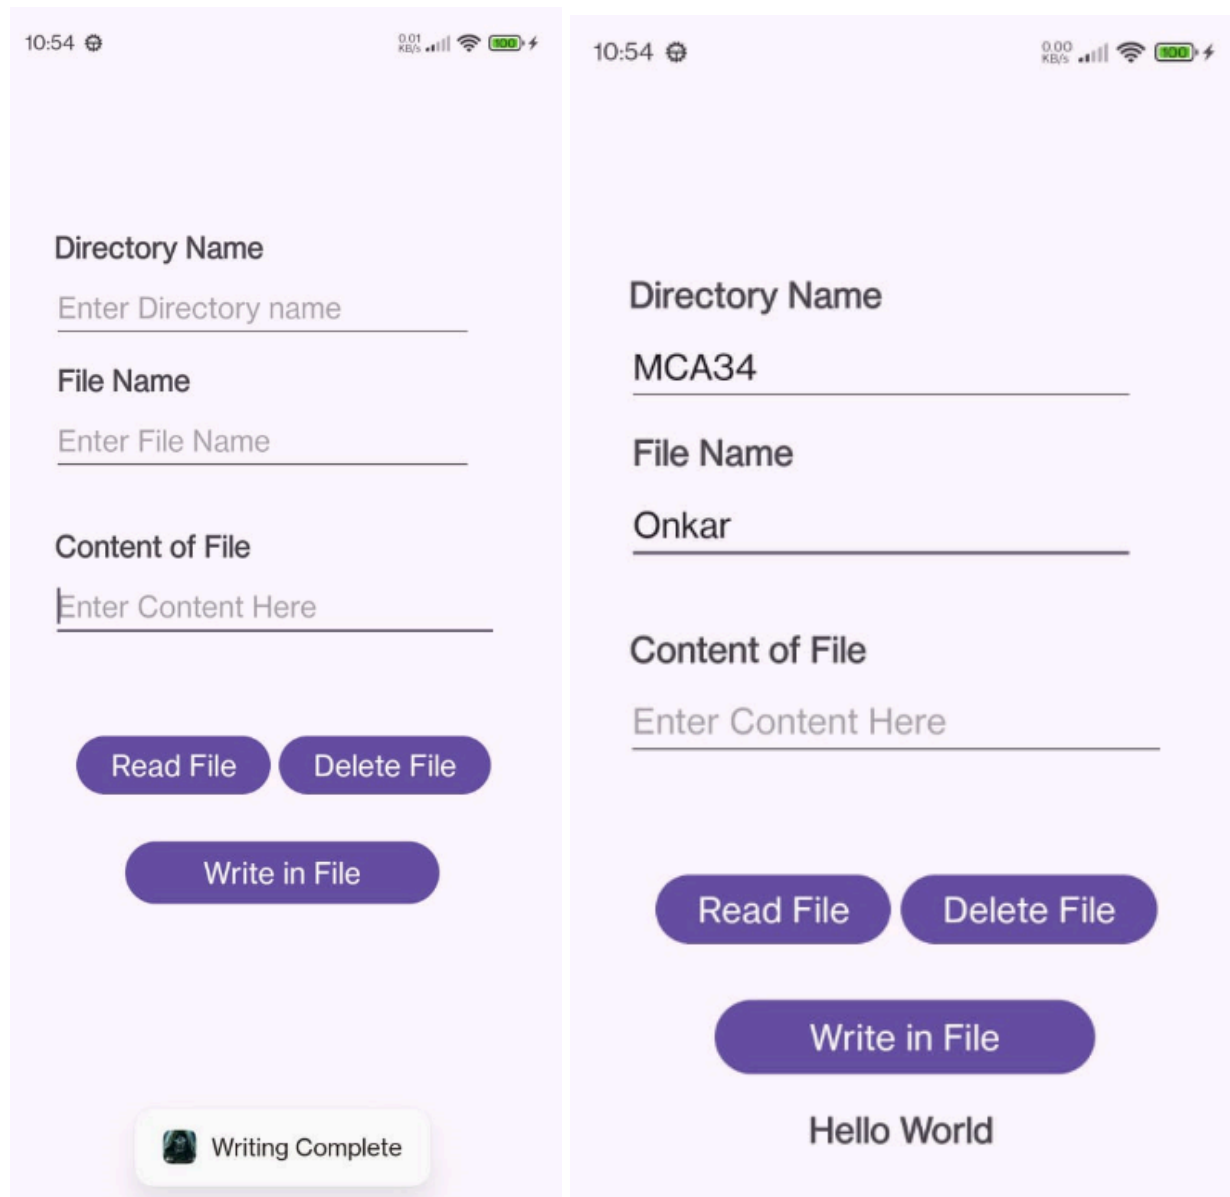 10:54
0.01
KB/s
100
Directory Name
Enter Directory name
File Name
Enter File Name
Content of File
Enter Content Here
Read File Delete File
Write in File
Writing Complete
10:54
0.00
KB/s
100
Directory Name
MCA34
File Name
Onkar
Content of File
Enter Content Here
Read File Delete File
Write in File
Hello World